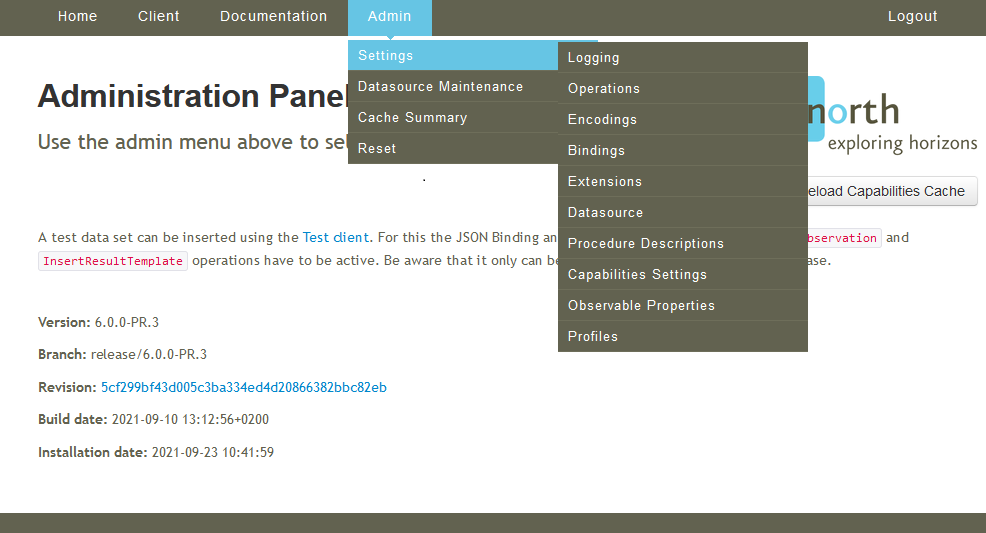 Home Client Documentation Admin Logout
Settings
Datasource Maintenance
Cache Summary
Reset
Logging
Operations
Encodings
Bindings
Extensions
Datasource
Procedure Descriptions
Capabilities Settings
Observable Properties
Profiles
Administration Panel
north
exploring horizons
Use the admin menu above to
eload Capabilities Cache
A test data set can be inserted using the Test client. For this the JSON Binding an bservation and
InsertResultTemplate operations have to be active. Be aware that it only can be ase.
Version: 6.0.0-PR.3
Branch: release/6.0.0-PR.3
Revision: 5cf299bf43d005c3ba334ed4d20866382bbc82eb
Build date: 2021-09-10 13:12:56+0200
Installation date: 2021-09-23 10:41:59